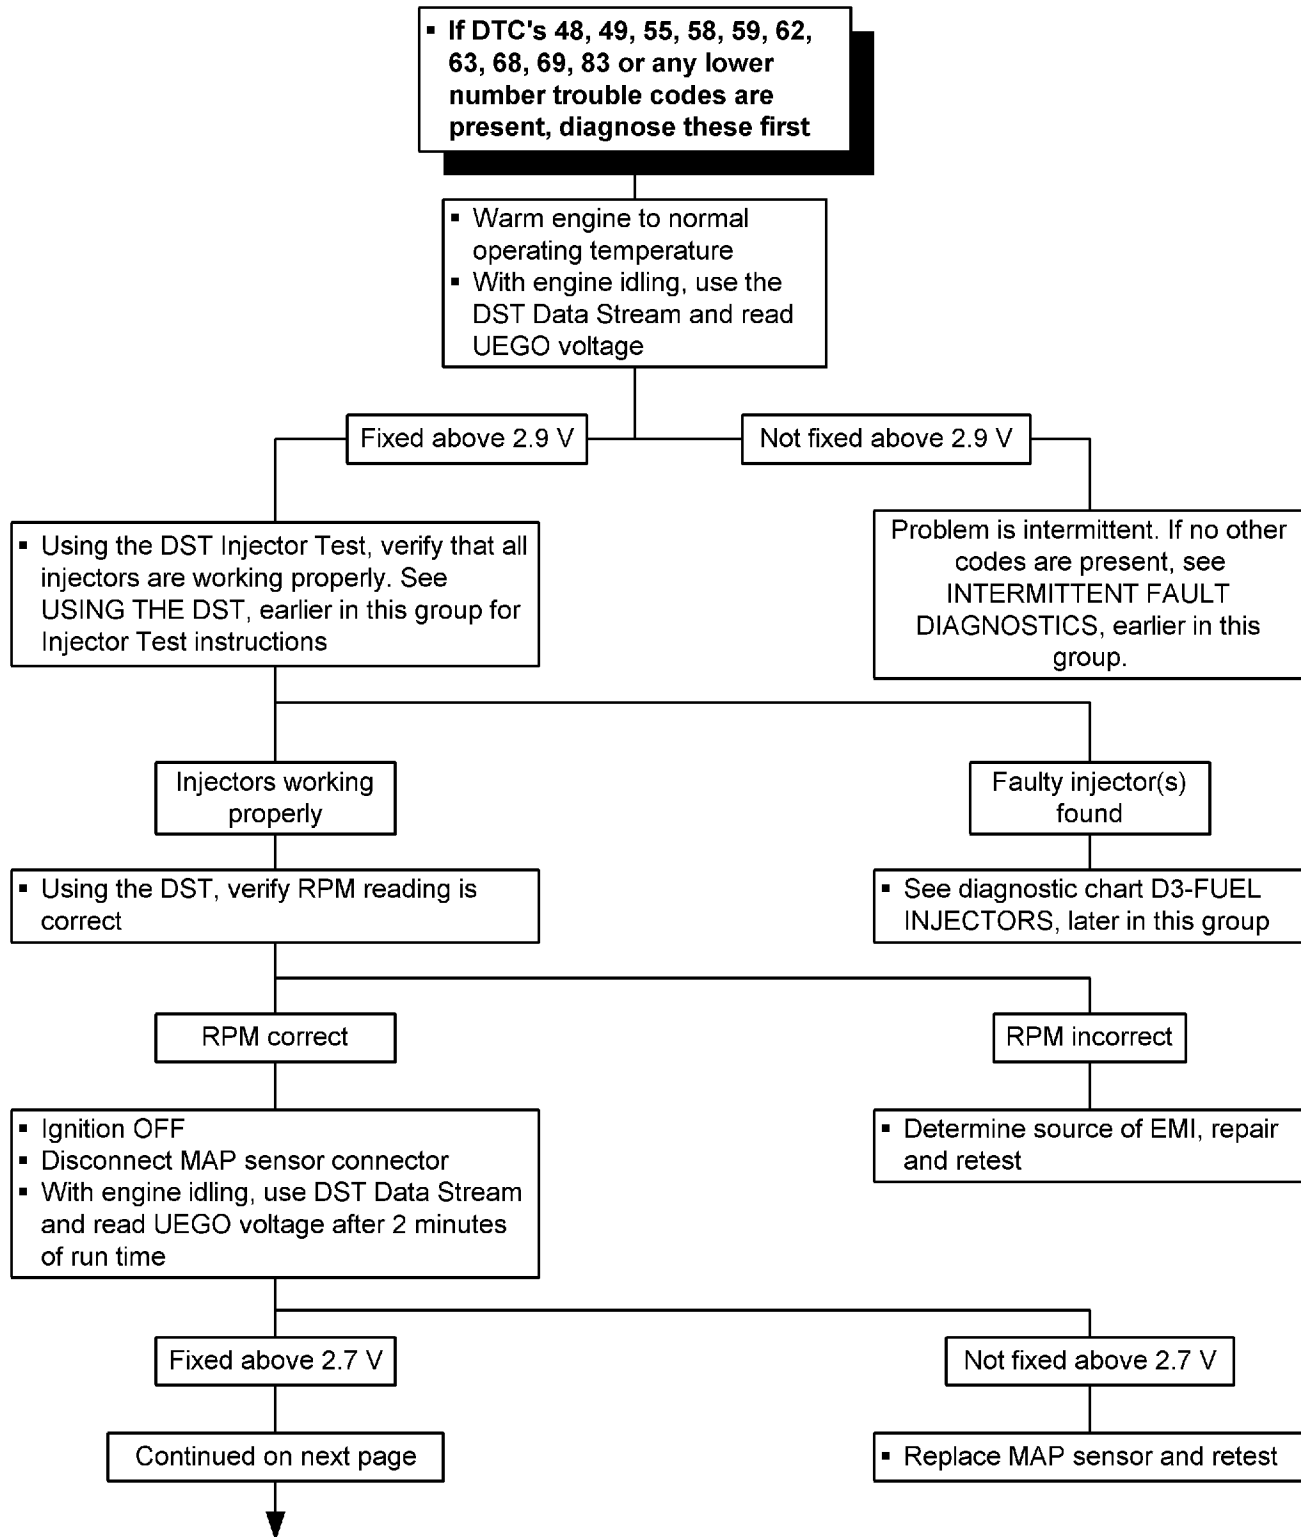 ▪ If DTC's 48, 49, 55, 58, 59, 62,
63, 68, 69, 83 or any lower
number trouble codes are
present, diagnose these first
▪ Warm engine to normal
operating temperature
▪ With engine idling, use the
DST Data Stream and read
UEGO voltage
Fixed above 2.9 V
Not fixed above 2.9 V
▪ Using the DST Injector Test, verify that all
injectors are working properly. See
USING THE DST, earlier in this group for
Injector Test instructions
Problem is intermittent. If no other
codes are present, see
INTERMITTENT FAULT
DIAGNOSTICS, earlier in this
group.
Injectors working
properly
Faulty injector(s)
found
▪ Using the DST, verify RPM reading is
correct
▪ See diagnostic chart D3-FUEL
INJECTORS, later in this group
RPM correct
RPM incorrect
▪ Ignition OFF
▪ Disconnect MAP sensor connector
▪ With engine idling, use DST Data Stream
and read UEGO voltage after 2 minutes
of run time
▪ Determine source of EMI, repair
and retest
Fixed above 2.7 V
Not fixed above 2.7 V
Continued on next page
▪ Replace MAP sensor and retest